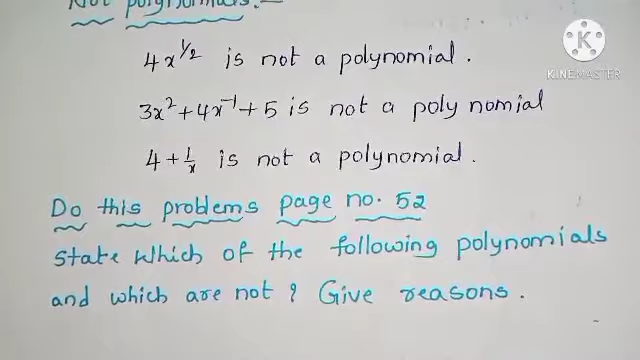 Not polynomials:-
4x^1/2 is not a polynomial.
KINEMASTER
3x² + 4x⁻¹ + 5 is not a poly nomial
4 + 1/x is not a polynomial.
Do this problems page no. 52
State which of the following polynomials
and which are not? Give reasons.